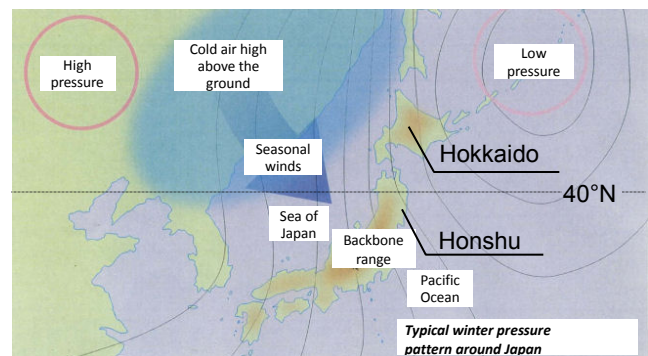 High
pressure
Cold air high
above the
ground
Low
pressure
Seasonal
winds
Hokkaido
40°N
Sea of
Japan
Backbone
range
Honshu
Pacific
Ocean
Typical winter pressure
pattern around Japan